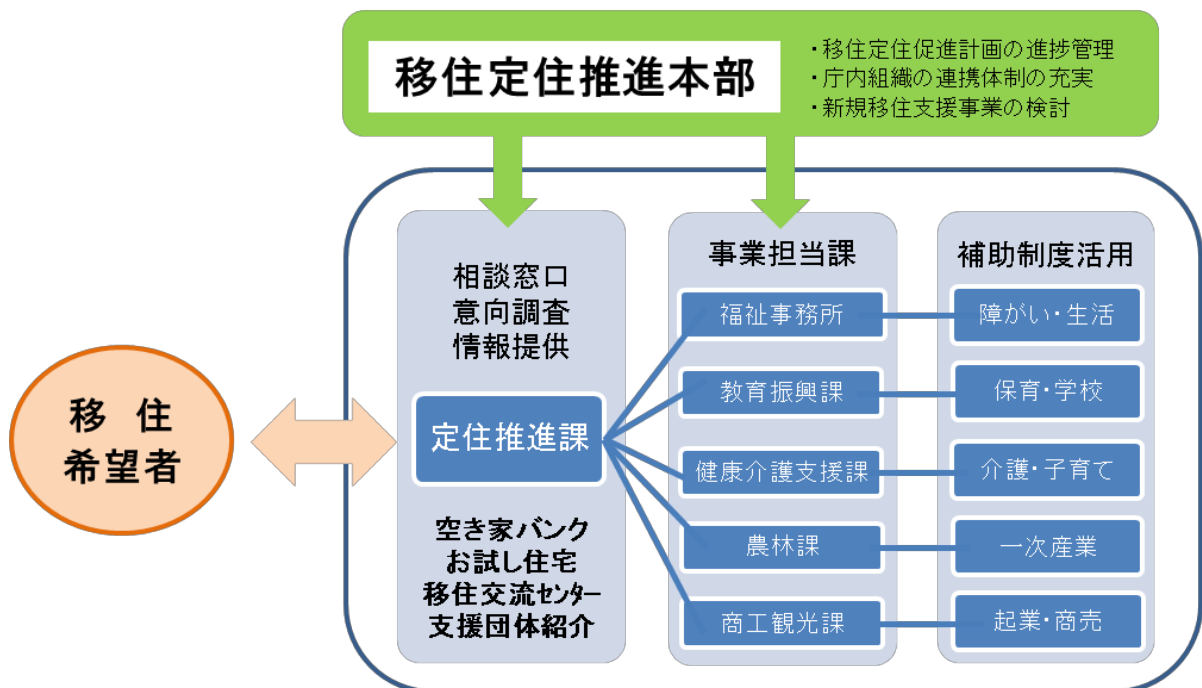 移住定住推進本部
・移住定住促進計画の進捗管理
・庁内組織の連携体制の充実
・新規移住支援事業の検討
移 住
希望者
相談窓口
意向調査
情報提供
定住推進課
空き家バンク
お試し住宅
移住交流センター
支援団体紹介
事業担当課
福祉事務所
教育振興課
健康介護支援課
農林課
商工観光課
補助制度活用
障がい・生活
保育・学校
介護・子育て
一次産業
起業・商売